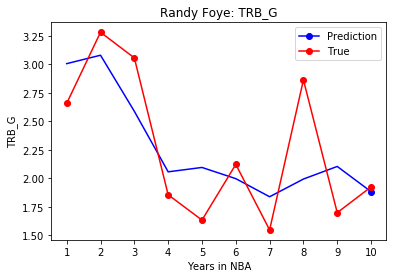 Randy Foye: TRB_G
Prediction
True
3.25
3.00
2.75
2.50
2.25
2.00
1.75
1.50
TRB_G
1 2 3 4 5 6 7 8 9 10
Years in NBA